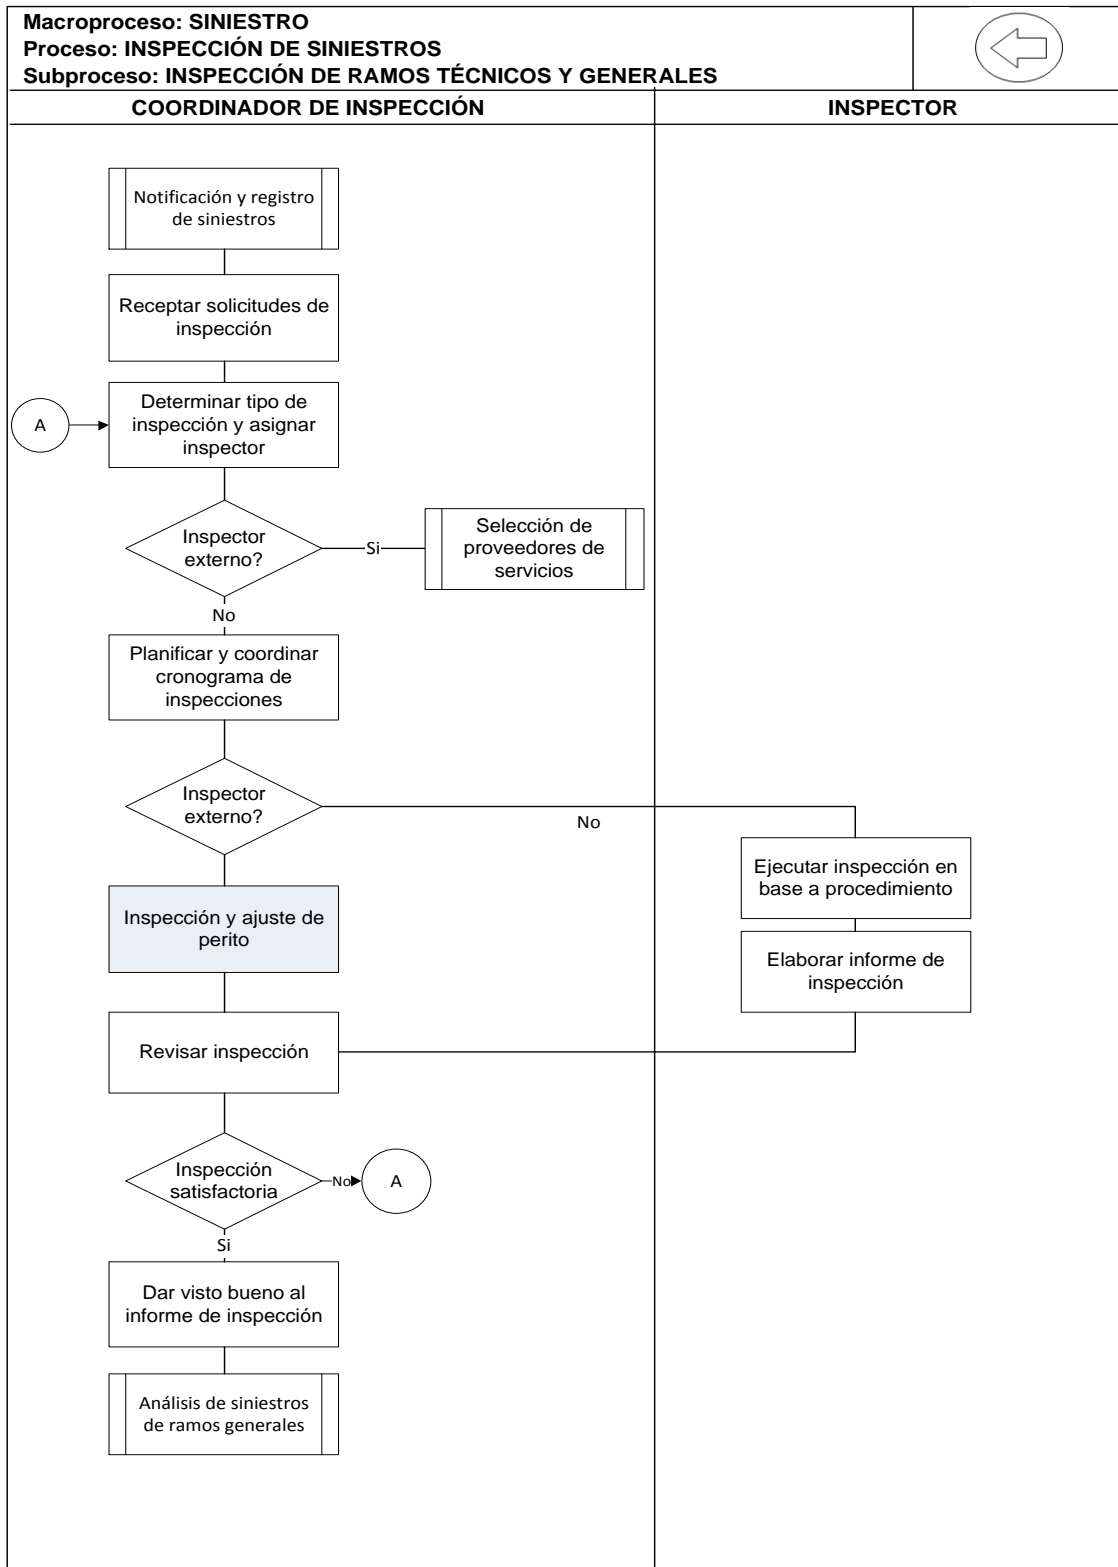 Macroproceso: SINIESTRO
Proceso: INSPECCIÓN DE SINIESTROS
Subproceso: INSPECCIÓN DE RAMOS TÉCNICOS Y GENERALES
COORDINADOR DE INSPECCIÓN
INSPECTOR
Notificación y registro
de siniestros
Receptar solicitudes de
inspección
A
Determinar tipo de
inspección y asignar
inspector
Inspector
externo?
Si
Selección de
proveedores de
servicios
No
Planificar y coordinar
cronograma de
inspecciones
Inspector
externo?
No
Ejecutar inspección en
base a procedimiento
Inspección y ajuste de
perito
Elaborar informe de
inspección
Revisar inspección
Inspección
satisfactoria
No
A
Si
Dar visto bueno al
informe de inspección
Análisis de siniestros
de ramos generales